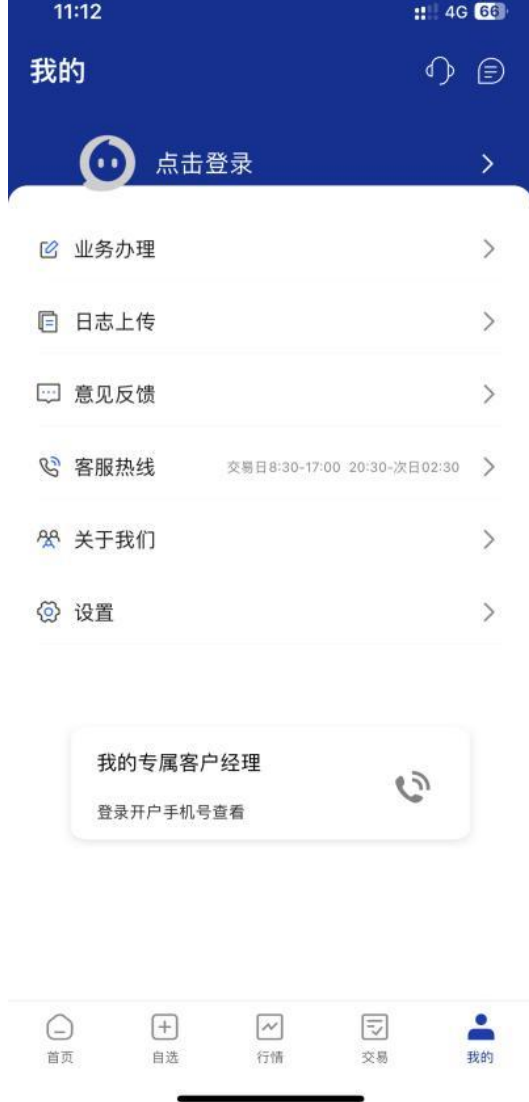 11:12
4G 66
我的
点击登录
业务办理
日志上传
意见反馈
客服热线 交易日8:30-17:00 20:30-次日02:30
关于我们
设置
我的专属客户经理
登录开户手机号查看
首页 自选 行情 交易 我的